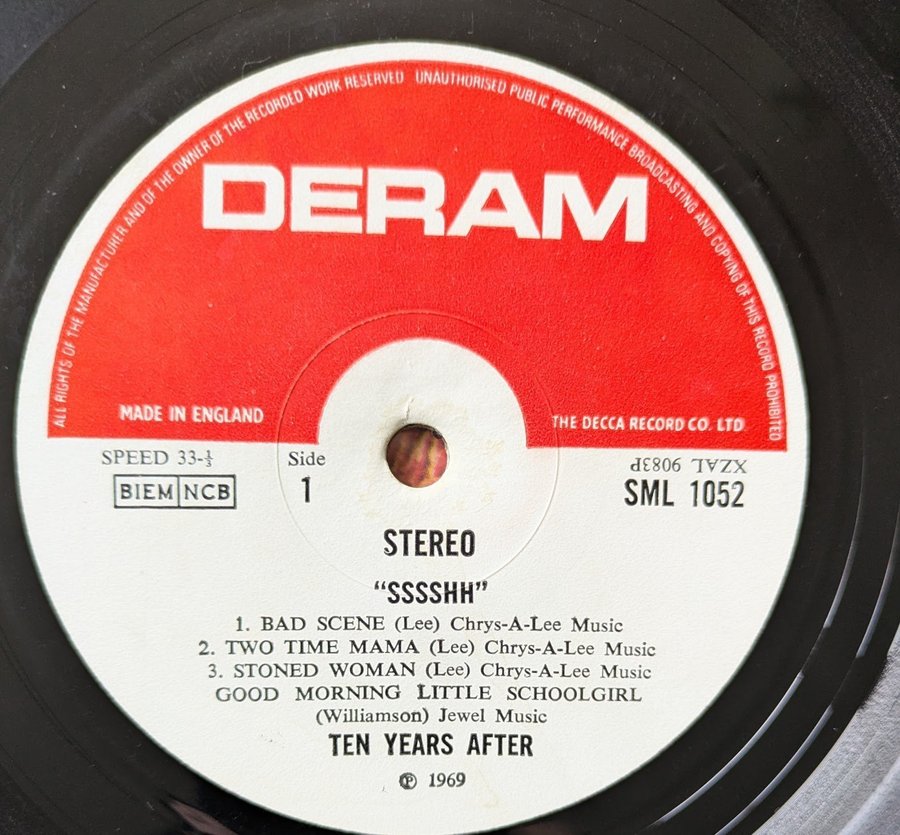 ALL RIGHTS OF THE MANUFACTURER AND OF THE OWNER OF THE RECORDED WORK RESERVED UNAUTHORISED PUBLIC PERFORMANCE BROADCASTING AND COPYING OF THIS RECORD PROHIBITED
DERAM
MADE IN ENGLAND
THE DECCA RECORD CO. LTD
SPEED 33-⅓
Side
XZAL 9083P
BIEM NCB
1
SML 1052
STEREO
“SSSSHH”
1. BAD SCENE (Lee) Chrys-A-Lee Music
2. TWO TIME MAMA (Lee) Chrys-A-Lee Music
3. STONED WOMAN (Lee) Chrys-A-Lee Music
GOOD MORNING LITTLE SCHOOLGIRL
(Williamson) Jewel Music
TEN YEARS AFTER
℗ 1969